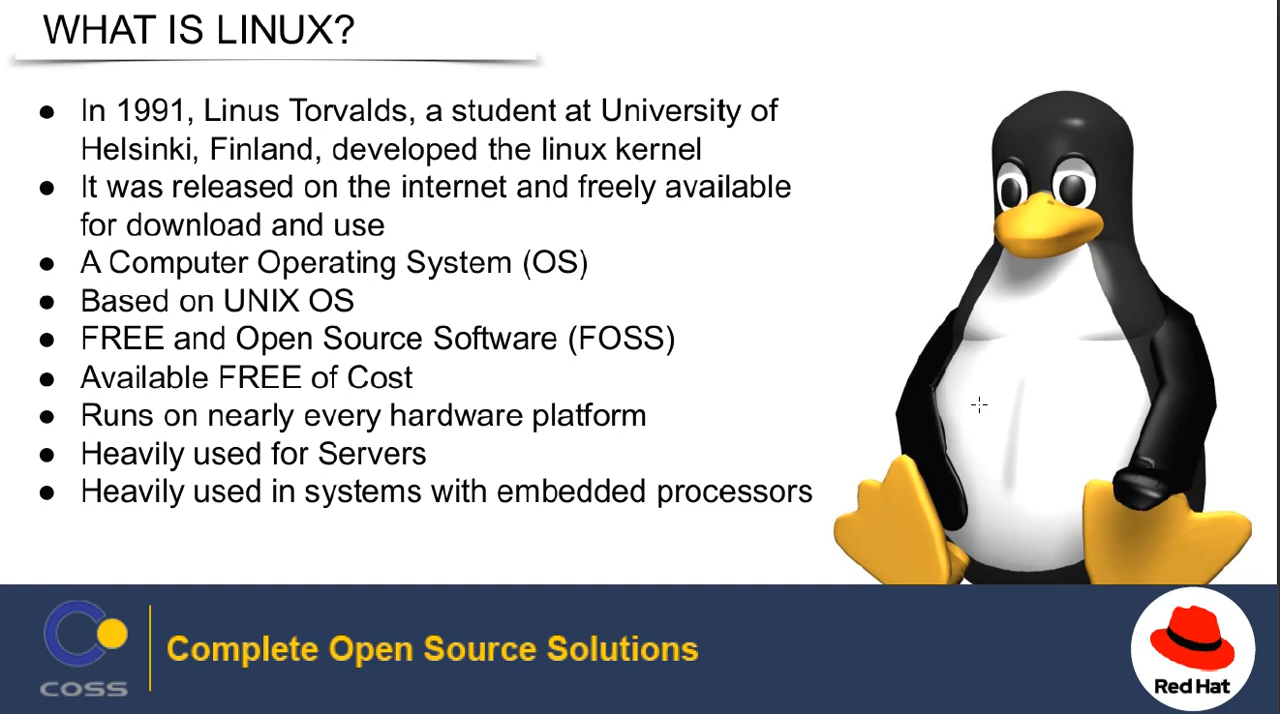 WHAT IS LINUX?
● In 1991, Linus Torvalds, a student at University of
Helsinki, Finland, developed the linux kernel
● It was released on the internet and freely available
for download and use
● A Computer Operating System (OS)
● Based on UNIX OS
● FREE and Open Source Software (FOSS)
● Available FREE of Cost
● Runs on nearly every hardware platform
● Heavily used for Servers
● Heavily used in systems with embedded processors
COSS
Complete Open Source Solutions
Red Hat